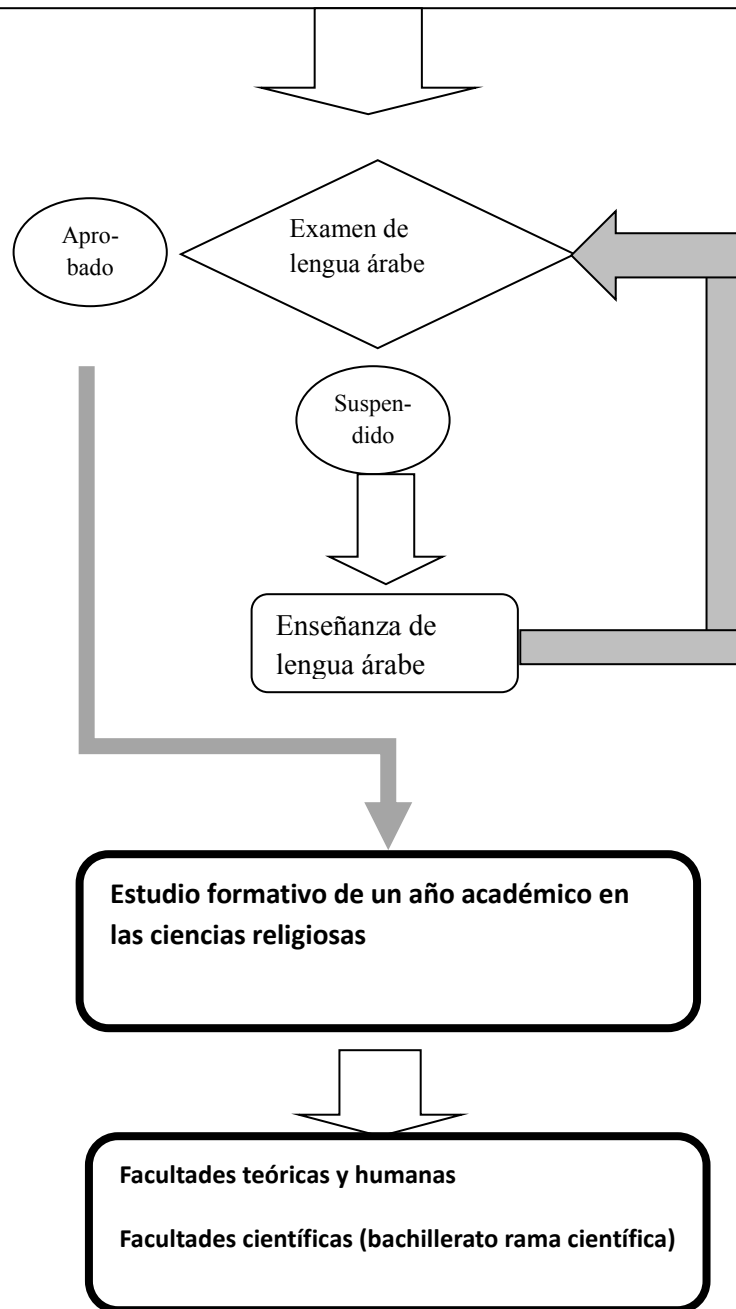 Apro-
bado
Examen de
lengua árabe
Suspen-
dido
Enseñanza de
lengua árabe
Estudio formativo de un año académico en
las ciencias religiosas
Facultades teóricas y humanas
Facultades científicas (bachillerato rama científica)